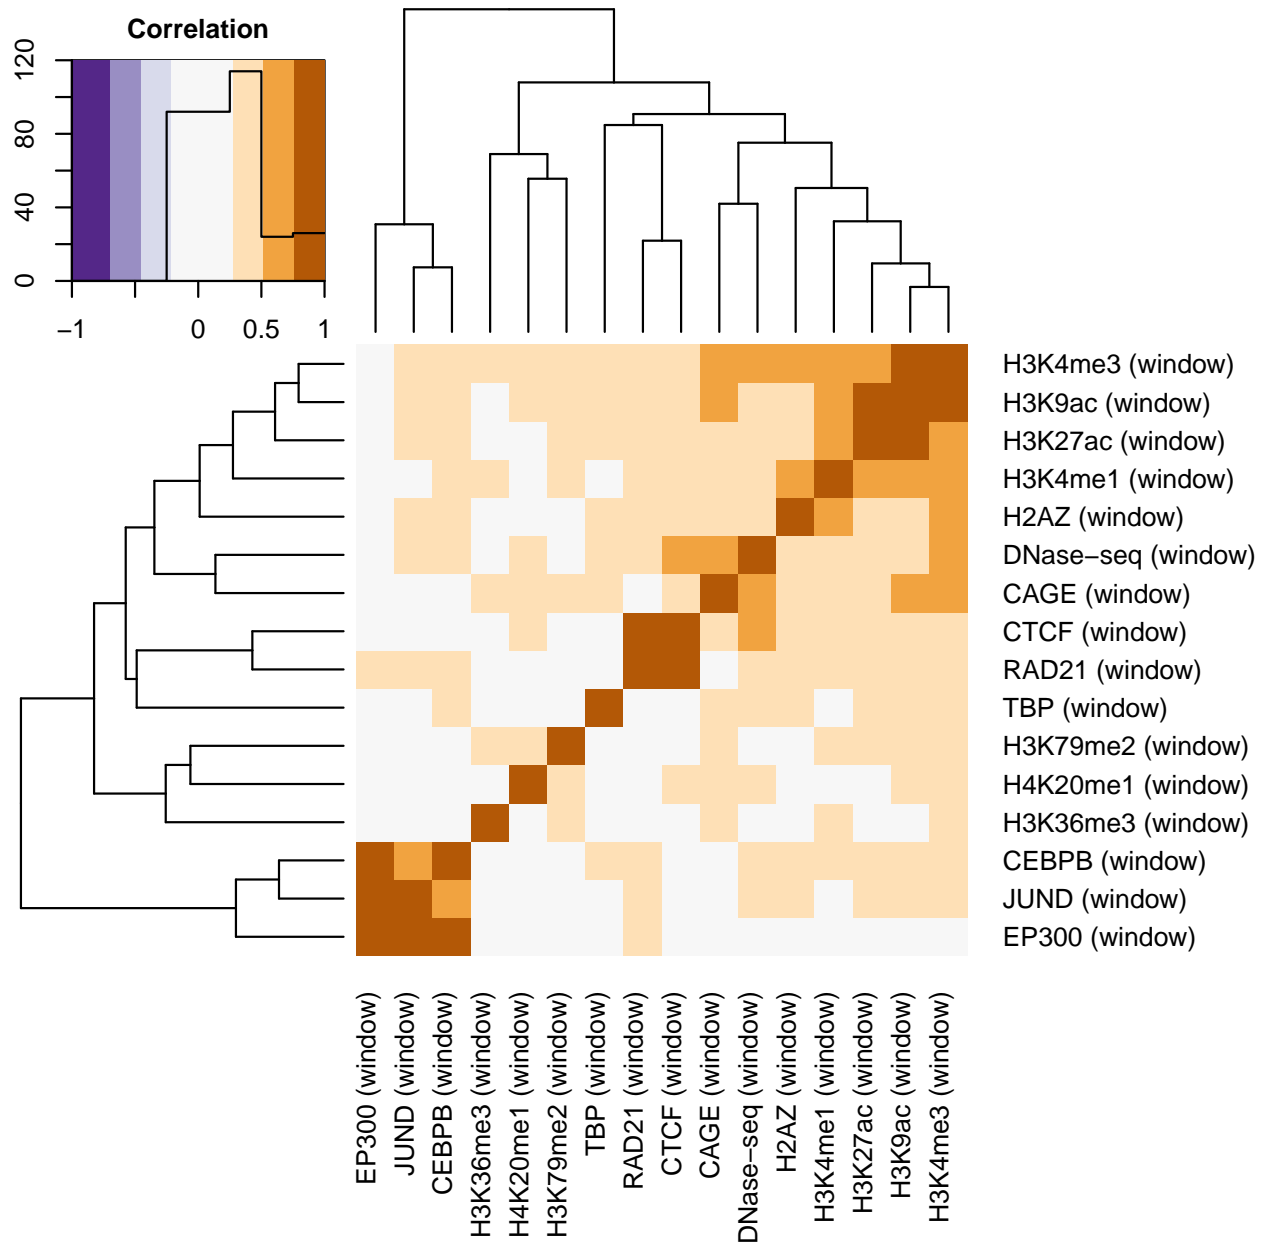 Correlation
120
80
40
0
−1
0
0.5
1
H3K4me3 (window)
H3K9ac (window)
H3K27ac (window)
H3K4me1 (window)
H2AZ (window)
DNase−seq (window)
CAGE (window)
CTCF (window)
RAD21 (window)
TBP (window)
H3K79me2 (window)
H4K20me1 (window)
H3K36me3 (window)
CEBPB (window)
JUND (window)
EP300 (window)
EP300 (window)
JUND (window)
CEBPB (window)
H3K36me3 (window)
H4K20me1 (window)
H3K79me2 (window)
TBP (window)
RAD21 (window)
CTCF (window)
CAGE (window)
DNase−seq (window)
H2AZ (window)
H3K4me1 (window)
H3K27ac (window)
H3K9ac (window)
H3K4me3 (window)